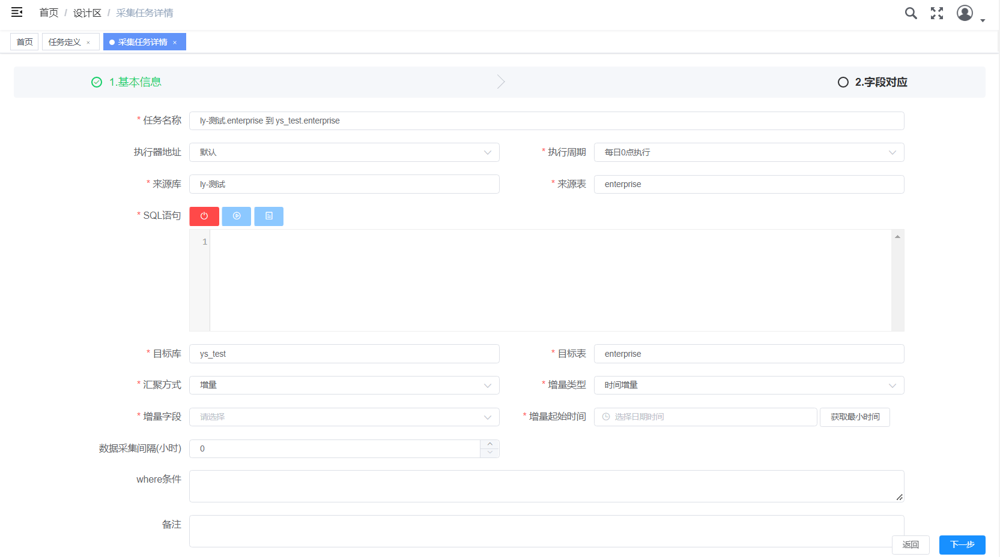 首页 / 设计区 / 采集任务详情
首页 任务定义 × 采集任务详情 ×
1.基本信息 2.字段对应
* 任务名称 ly-测试.enterprise 到 ys_test.enterprise
执行器地址 默认 * 执行周期 每日0点执行
* 来源库 ly-测试 * 来源表 enterprise
* SQL语句
1
* 目标库 ys_test * 目标表 enterprise
* 汇聚方式 增量 * 增量类型 时间增量
* 增量字段 请选择 * 增量起始时间 选择日期时间 获取最小时间
数据采集间隔(小时) 0
where条件
备注
返回 下一步